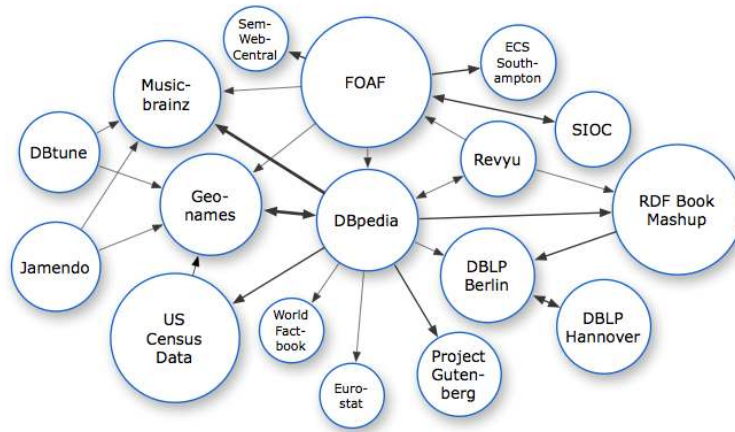 Sem-
Web-
Central
FOAF
ECS
South-
ampton
Music-
brainz
SIOC
DBtune
Revyu
Geo-
names
DBpedia
RDF Book
Mashup
Jamendo
DBLP
Berlin
US
Census
Data
World
Fact-
book
DBLP
Hannover
Project
Guten-
berg
Euro-
stat